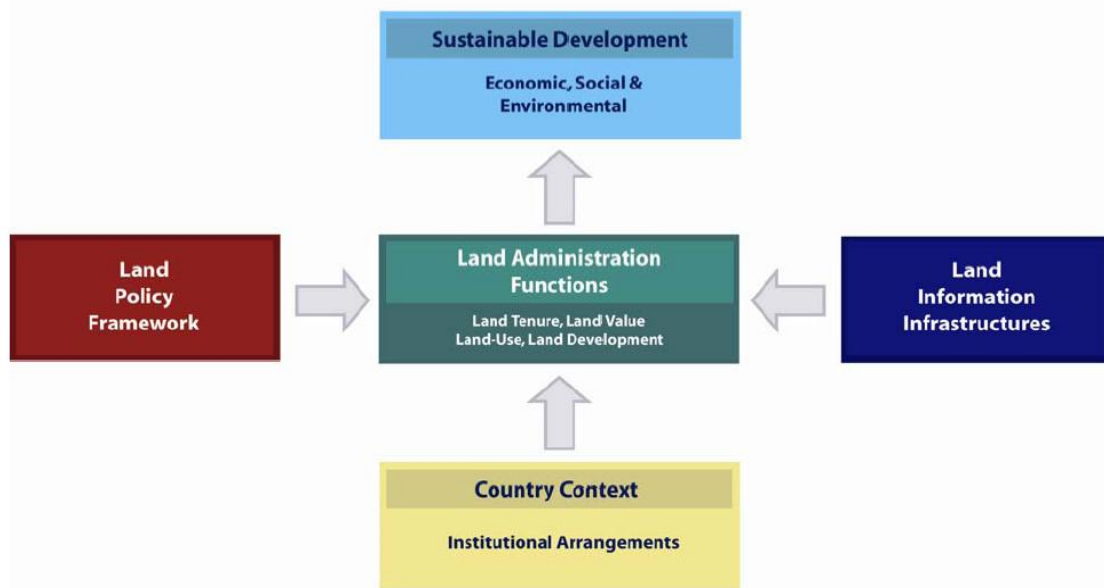 Sustainable Development
Economic, Social &
Environmental
Land
Policy
Framework
Land Administration
Functions
Land Tenure, Land Value
Land-Use, Land Development
Land
Information
Infrastructures
Country Context
Institutional Arrangements